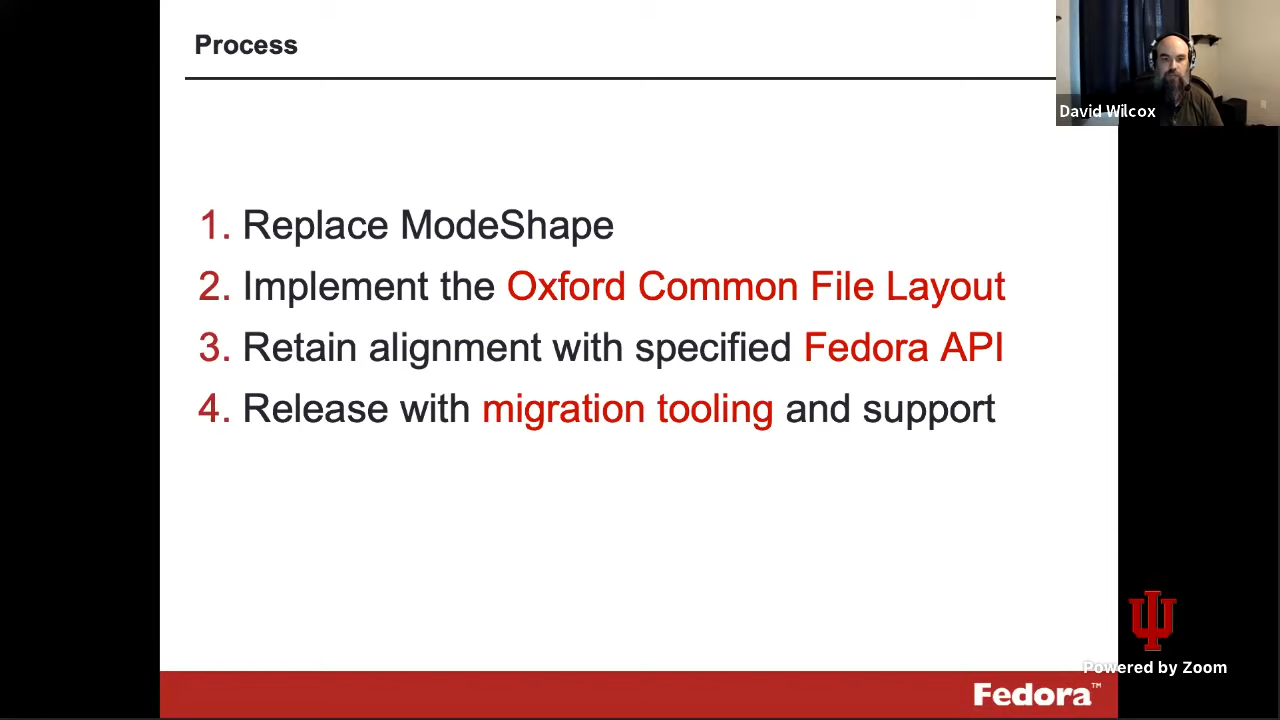 Process
David Wilcox
1. Replace ModeShape
2. Implement the Oxford Common File Layout
3. Retain alignment with specified Fedora API
4. Release with migration tooling and support
Powered by Zoom
Fedora™